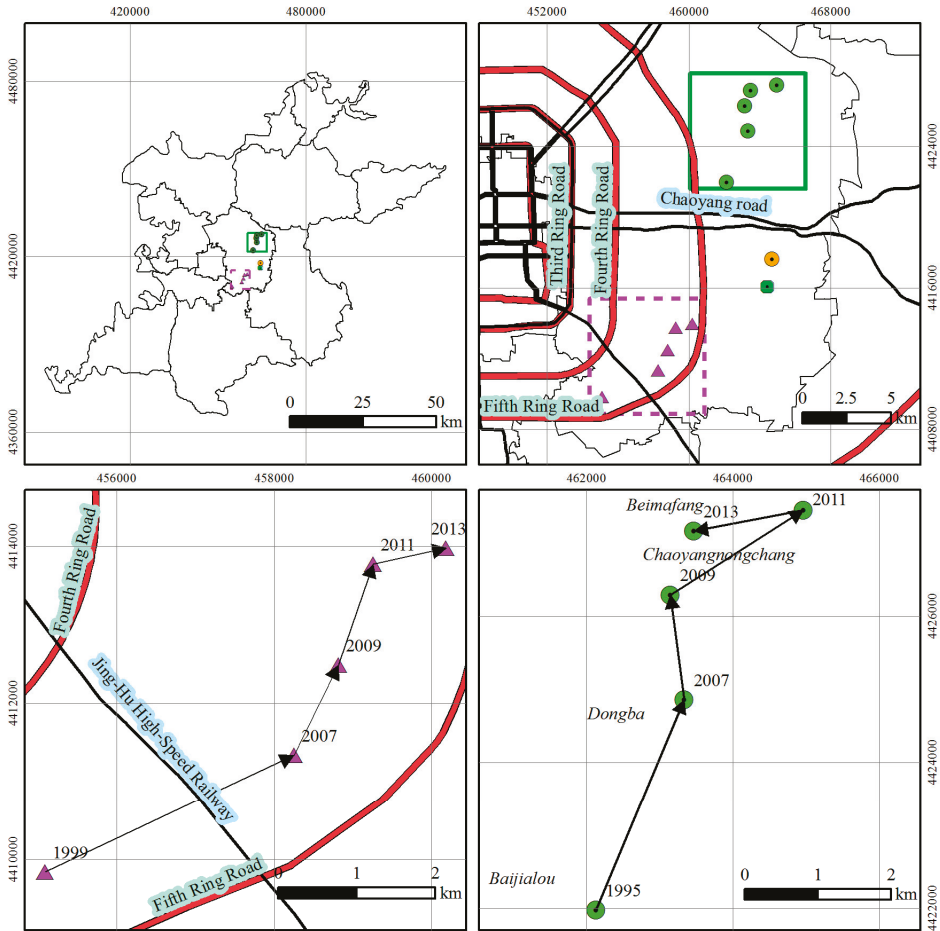 420000 480000
4480000
4420000
4360000
0 25 50
km
452000 460000 468000
4424000
4416000
4408000
Third Ring Road
Fourth Ring Road
Chaoyang road
Fifth Ring Road
0 2.5 5
km
456000 458000 460000
4414000
4412000
4410000
Fourth Ring Road
Jing-Hu High-Speed Railway
Fifth Ring Road
2013
2011
2009
2007
1999
0 1 2
km
462000 464000 466000
4426000
4424000
4422000
Beimafang
2013
2011
Chaoyangnongchang
2009
2007
Dongba
Baijialou
1995
0 1 2
km